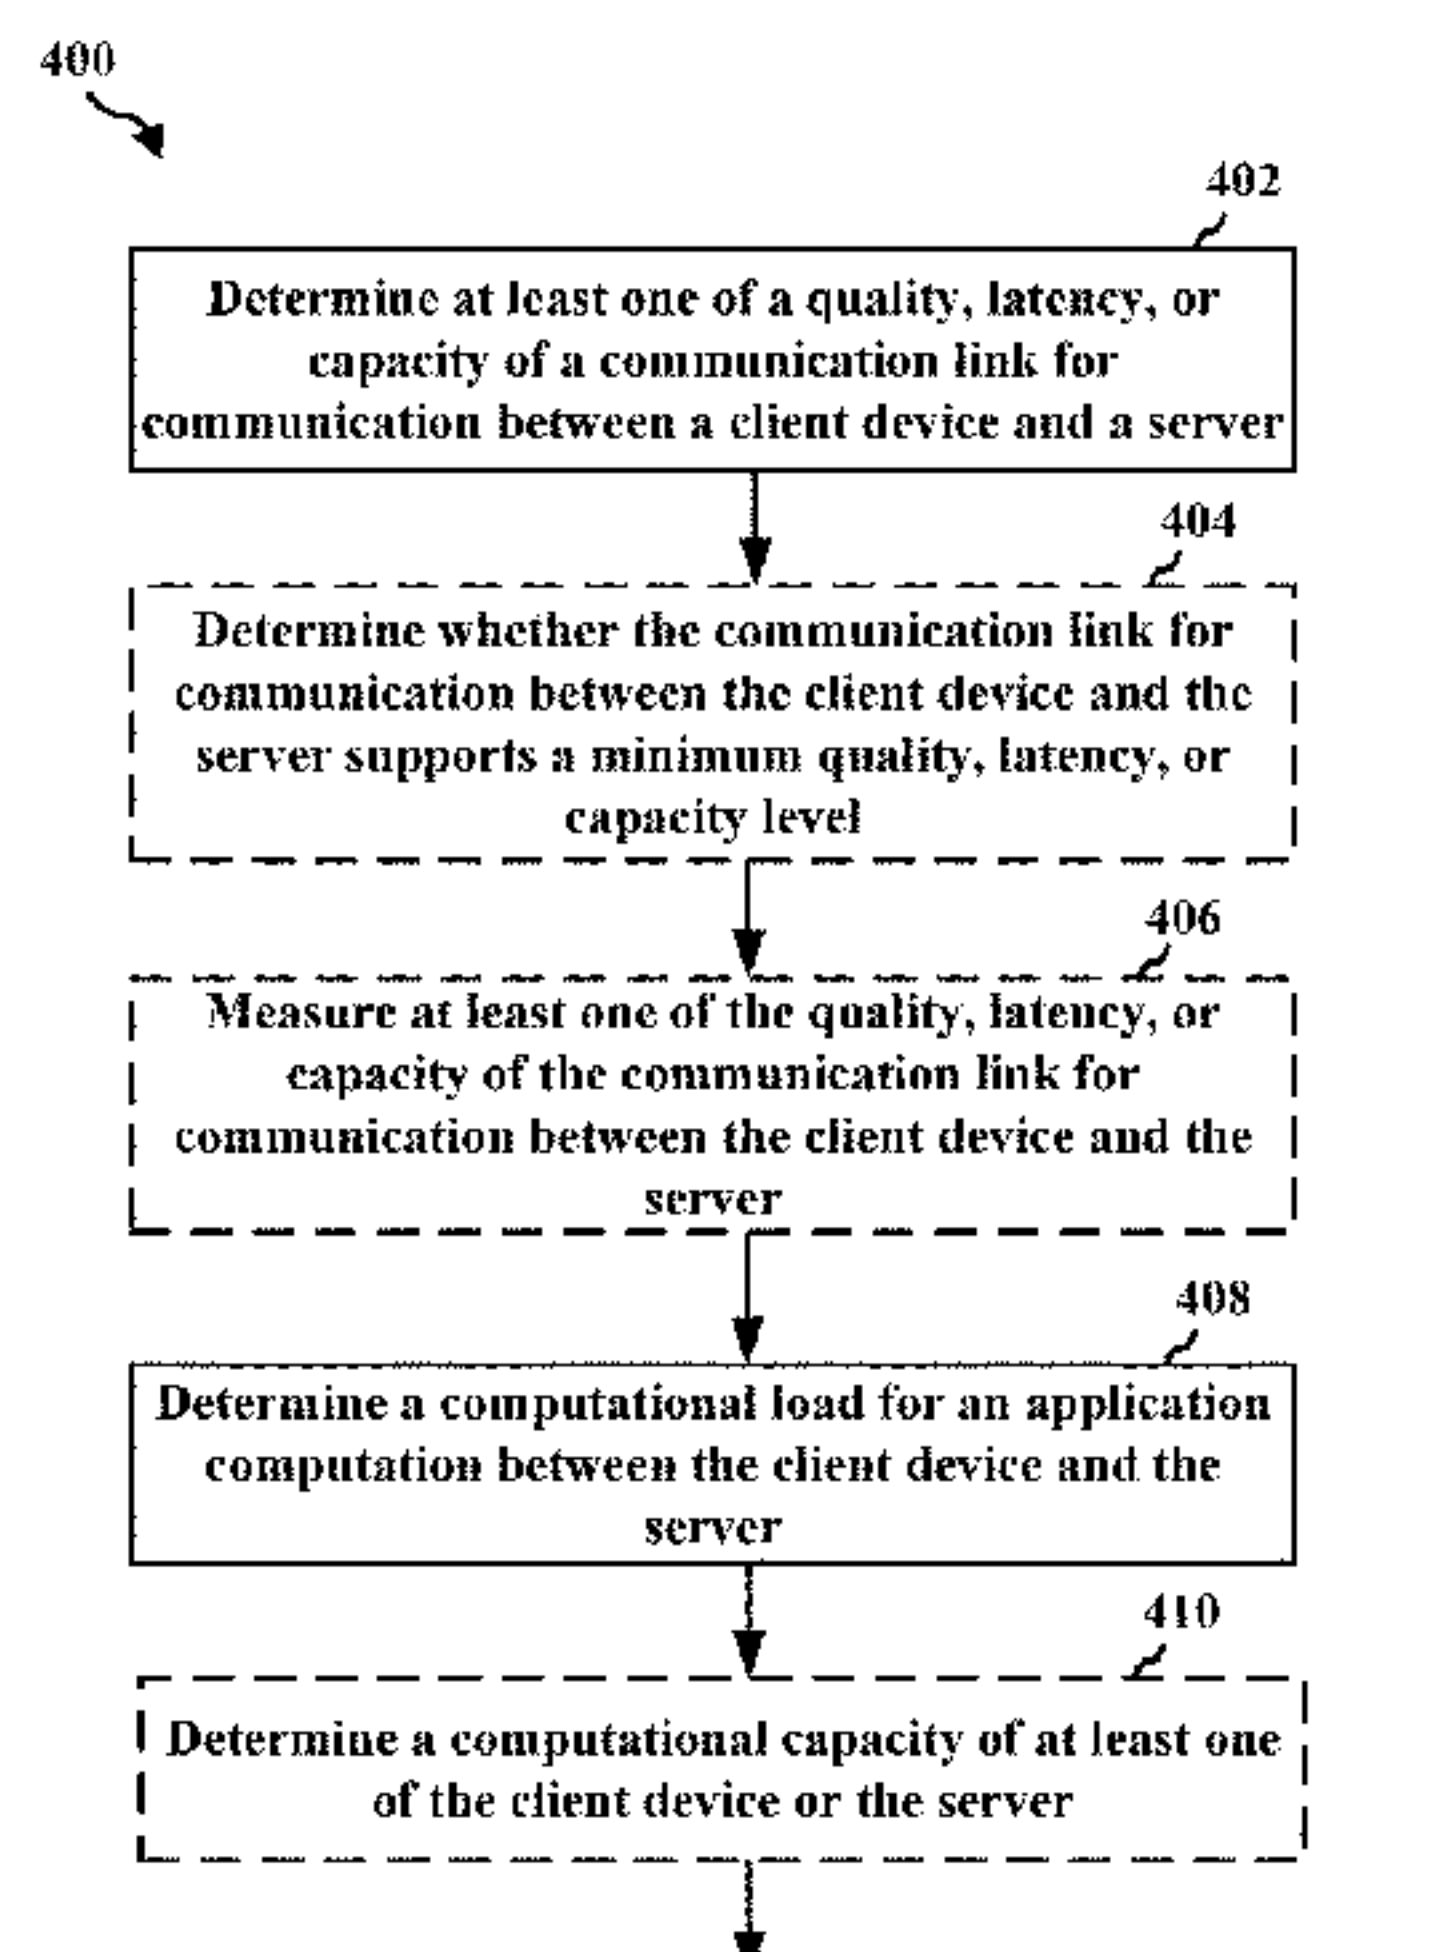 400
402
Determine at least one of a quality, latency, or
capacity of a communication link for
communication between a client device and a server
404
Determine whether the communication link for
communication between the client device and the
server supports a minimum quality, latency, or
capacity level
406
Measure at least one of the quality, latency, or
capacity of the communication link for
communication between the client device and the
server
408
Determine a computational load for an application
computation between the client device and the
server
410
Determine a computational capacity of at least one
of the client device or the server